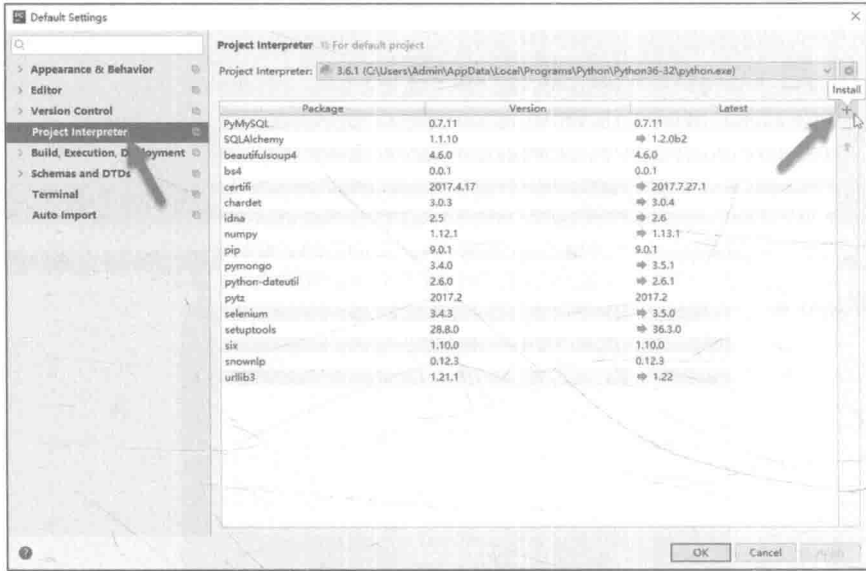 PC
Default Settings
Project Interpreter For default project
Appearance & Behavior
Editor
Version Control
Project Interpreter
Build, Execution, Deployment
Schemas and DTDs
Terminal
Auto Import
Project Interpreter: 3.6.1 (C:\Users\Admin\AppData\Local\Programs\Python\Python36-32\python.exe)
Install
Package Version Latest
PyMySQL 0.7.11 0.7.11
SQLAlchemy 1.1.10 1.2.0b2
beautifulsoup4 4.6.0 4.6.0
bs4 0.0.1 0.0.1
certifi 2017.4.17 2017.7.27.1
chardet 3.0.3 3.0.4
idna 2.5 2.6
numpy 1.12.1 1.13.1
pip 9.0.1 9.0.1
pymongo 3.4.0 3.5.1
python-dateutil 2.6.0 2.6.1
pytz 2017.2 2017.2
selenium 3.4.3 3.5.0
setuptools 28.8.0 36.3.0
six 1.10.0 1.10.0
snownlp 0.12.3 0.12.3
urllib3 1.21.1 1.22
OK Cancel